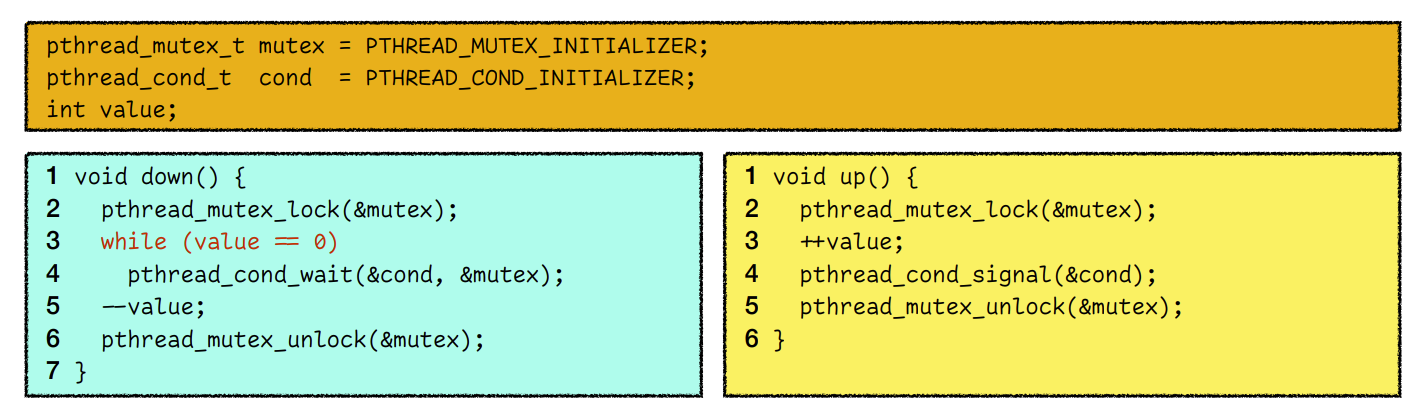 pthread_mutex_t mutex = PTHREAD_MUTEX_INITIALIZER;
pthread_cond_t  cond  = PTHREAD_COND_INITIALIZER;
int value;
1 void down() {
2   pthread_mutex_lock(&mutex);
3   while (value == 0)
4     pthread_cond_wait(&cond, &mutex);
5   --value;
6   pthread_mutex_unlock(&mutex);
7 }
1 void up() {
2   pthread_mutex_lock(&mutex);
3   ++value;
4   pthread_cond_signal(&cond);
5   pthread_mutex_unlock(&mutex);
6 }